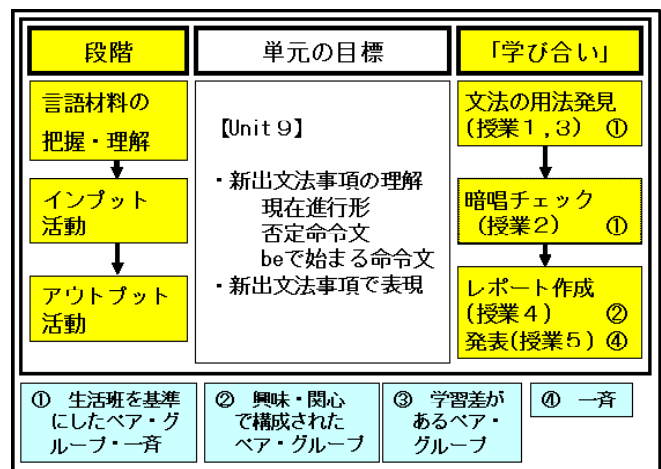 段階
単元の目標
「学び合い」
言語材料の
把握・理解
インプット
活動
アウトプット
活動
【Unit 9】
・新出文法事項の理解
現在進行形
否定命令文
beで始まる命令文
・新出文法事項で表現
文法の用法発見
(授業1,3) ①
暗唱チェック
(授業2) ①
レポート作成
(授業4) ②
発表(授業5) ④
① 生活班を基準
にしたペア・グ
ループ・一斉
② 興味・関心
で構成された
ペア・グループ
③ 学習差が
あるペア・
グループ
④ 一斉